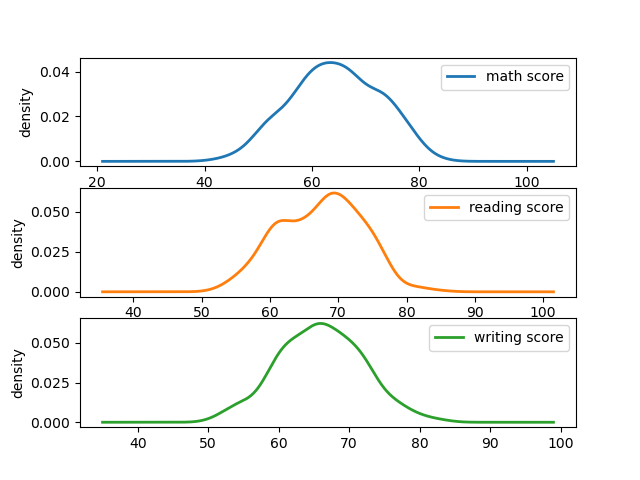 math score
0.04
0.02
0.00
density
20 40 60 80 100
reading score
0.050
0.025
0.000
density
40 50 60 70 80 90 100
writing score
0.050
0.025
0.000
density
40 50 60 70 80 90 100